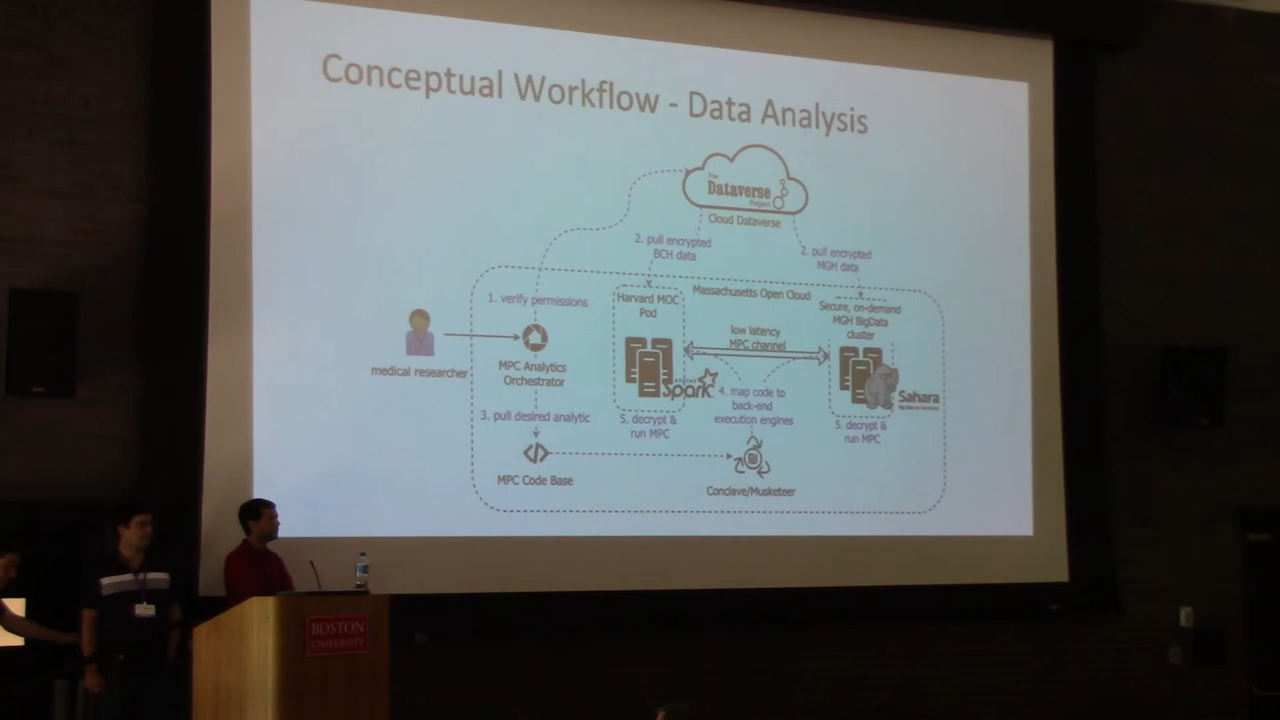 Conceptual Workflow - Data Analysis
The
Dataverse
Project
Cloud Dataverse
2. pull encrypted
BCH data
2. pull encrypted
MGH data
1. verify permissions
Massachusetts Open Cloud
Harvard MOC
Pod
Secure, on-demand
MGH BigData
cluster
low latency
MPC channel
medical researcher
MPC Analytics
Orchestrator
Spark
Sahara
4. map code to
back-end
execution engines
3. pull desired analytic
5. decrypt &
run MPC
5. decrypt &
run MPC
MPC Code Base
Conclave/Musketeer
BOSTON
UNIVERSITY